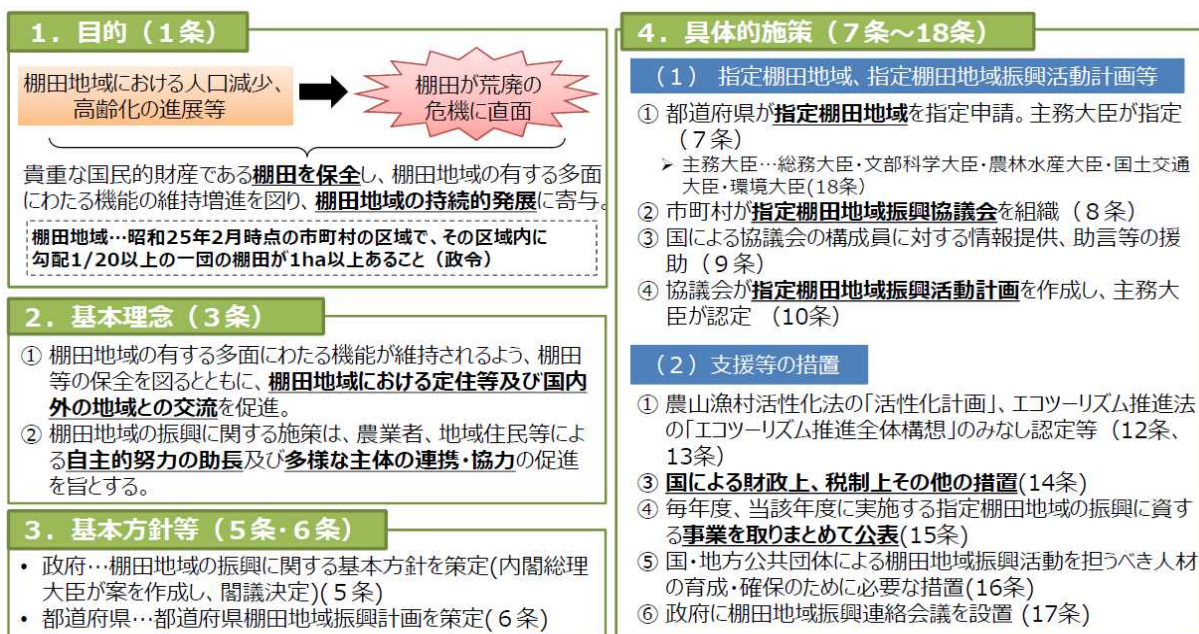 1．目的（1条）
棚田地域における人口減少、
高齢化の進展等
棚田が荒廃の
危機に直面
貴重な国民的財産である棚田を保全し、棚田地域の有する多面
にわたる機能の維持増進を図り、棚田地域の持続的発展に寄与。
棚田地域…昭和25年2月時点の市町村の区域で、その区域内に
勾配1/20以上の一団の棚田が1ha以上あること（政令）
2．基本理念（3条）
① 棚田地域の有する多面にわたる機能が維持されるよう、棚田
等の保全を図るとともに、棚田地域における定住等及び国内
外の地域との交流を促進。
② 棚田地域の振興に関する施策は、農業者、地域住民等によ
る自主的努力の助長及び多様な主体の連携・協力の促進
を旨とする。
3．基本方針等（5条・6条）
• 政府…棚田地域の振興に関する基本方針を策定(内閣総理
大臣が案を作成し、閣議決定)(5条)
• 都道府県…都道府県棚田地域振興計画を策定(6条)
4．具体的施策（7条～18条）
（1） 指定棚田地域、指定棚田地域振興活動計画等
① 都道府県が指定棚田地域を指定申請。主務大臣が指定
（7条）
➢ 主務大臣…総務大臣・文部科学大臣・農林水産大臣・国土交通
大臣・環境大臣(18条)
② 市町村が指定棚田地域振興協議会を組織（8条）
③ 国による協議会の構成員に対する情報提供、助言等の援
助（9条）
④ 協議会が指定棚田地域振興活動計画を作成し、主務大
臣が認定 （10条）
（2）支援等の措置
① 農山漁村活性化法の「活性化計画」、エコツーリズム推進法
の「エコツーリズム推進全体構想」のみなし認定等（12条、
13条）
③ 国による財政上、税制上その他の措置(14条)
④ 毎年度、当該年度に実施する指定棚田地域の振興に資す
る事業を取りまとめて公表(15条)
⑤ 国・地方公共団体による棚田地域振興活動を担うべき人材
の育成・確保のために必要な措置(16条)
⑥ 政府に棚田地域振興連絡会議を設置 (17条)